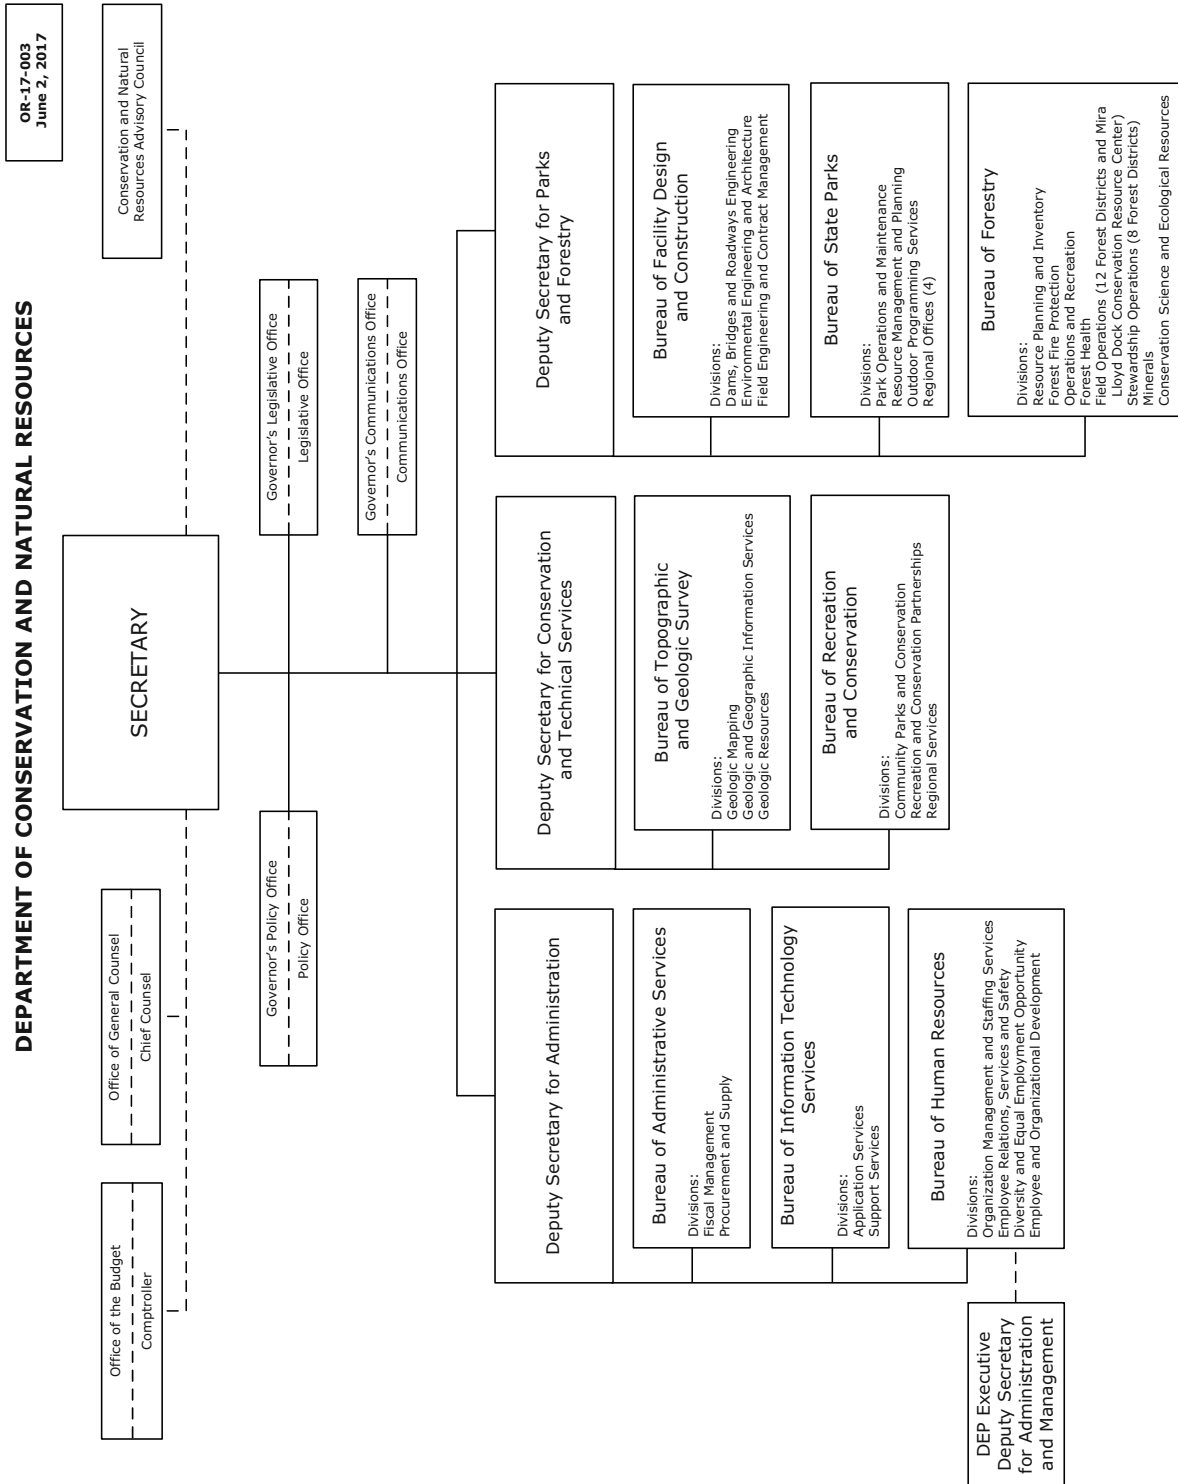 OR-17-003
June 2, 2017
DEPARTMENT OF CONSERVATION AND NATURAL RESOURCES
Office of the Budget
Comptroller
Office of General Counsel
Chief Counsel
SECRETARY
Conservation and Natural
Resources Advisory Council
Governor's Policy Office
Policy Office
Governor's Legislative Office
Legislative Office
Governor's Communications Office
Communications Office
Deputy Secretary for Administration
Bureau of Administrative Services
Divisions:
Fiscal Management
Procurement and Supply
Bureau of Information Technology
Services
Divisions:
Application Services
Support Services
Bureau of Human Resources
Divisions:
Organization Management and Staffing Services
Employee Relations, Services and Safety
Diversity and Equal Employment Opportunity
Employee and Organizational Development
DEP Executive
Deputy Secretary
for Administration
and Management
Deputy Secretary for Conservation
and Technical Services
Bureau of Topographic
and Geologic Survey
Divisions:
Geologic Mapping
Geologic and Geographic Information Services
Geologic Resources
Bureau of Recreation
and Conservation
Divisions:
Community Parks and Conservation
Recreation and Conservation Partnerships
Regional Services
Deputy Secretary for Parks
and Forestry
Bureau of Facility Design
and Construction
Divisions:
Dams, Bridges and Roadways Engineering
Environmental Engineering and Architecture
Field Engineering and Contract Management
Bureau of State Parks
Divisions:
Park Operations and Maintenance
Resource Management and Planning
Outdoor Programming Services
Regional Offices (4)
Bureau of Forestry
Divisions:
Resource Planning and Inventory
Forest Fire Protection
Operations and Recreation
Forest Health
Field Operations (12 Forest Districts and Mira
Lloyd Dock Conservation Resource Center)
Stewardship Operations (8 Forest Districts)
Minerals
Conservation Science and Ecological Resources